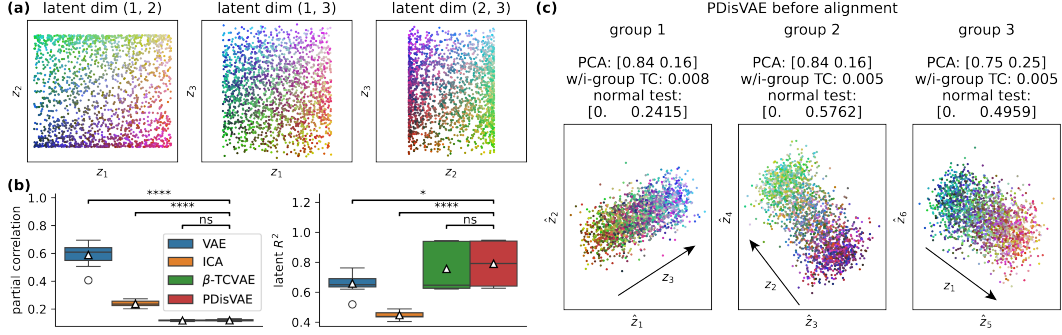 (a)
latent dim (1, 2)
latent dim (1, 3)
latent dim (2, 3)
z2
z1
z3
z1
z3
z2
(b)
partial correlation
1.0
0.8
0.6
0.4
0.2
****
****
ns
VAE
ICA
β-TCVAE
PDisVAE
latent R²
1.0
0.8
0.6
0.4
*
****
ns
(c)
PDisVAE before alignment
group 1
PCA: [0.84 0.16]
w/i-group TC: 0.008
normal test:
[0. 0.2415]
ẑ2
z3
ẑ1
group 2
PCA: [0.84 0.16]
w/i-group TC: 0.005
normal test:
[0. 0.5762]
ẑ4
z2
ẑ3
group 3
PCA: [0.75 0.25]
w/i-group TC: 0.005
normal test:
[0. 0.4959]
ẑ6
z1
ẑ5